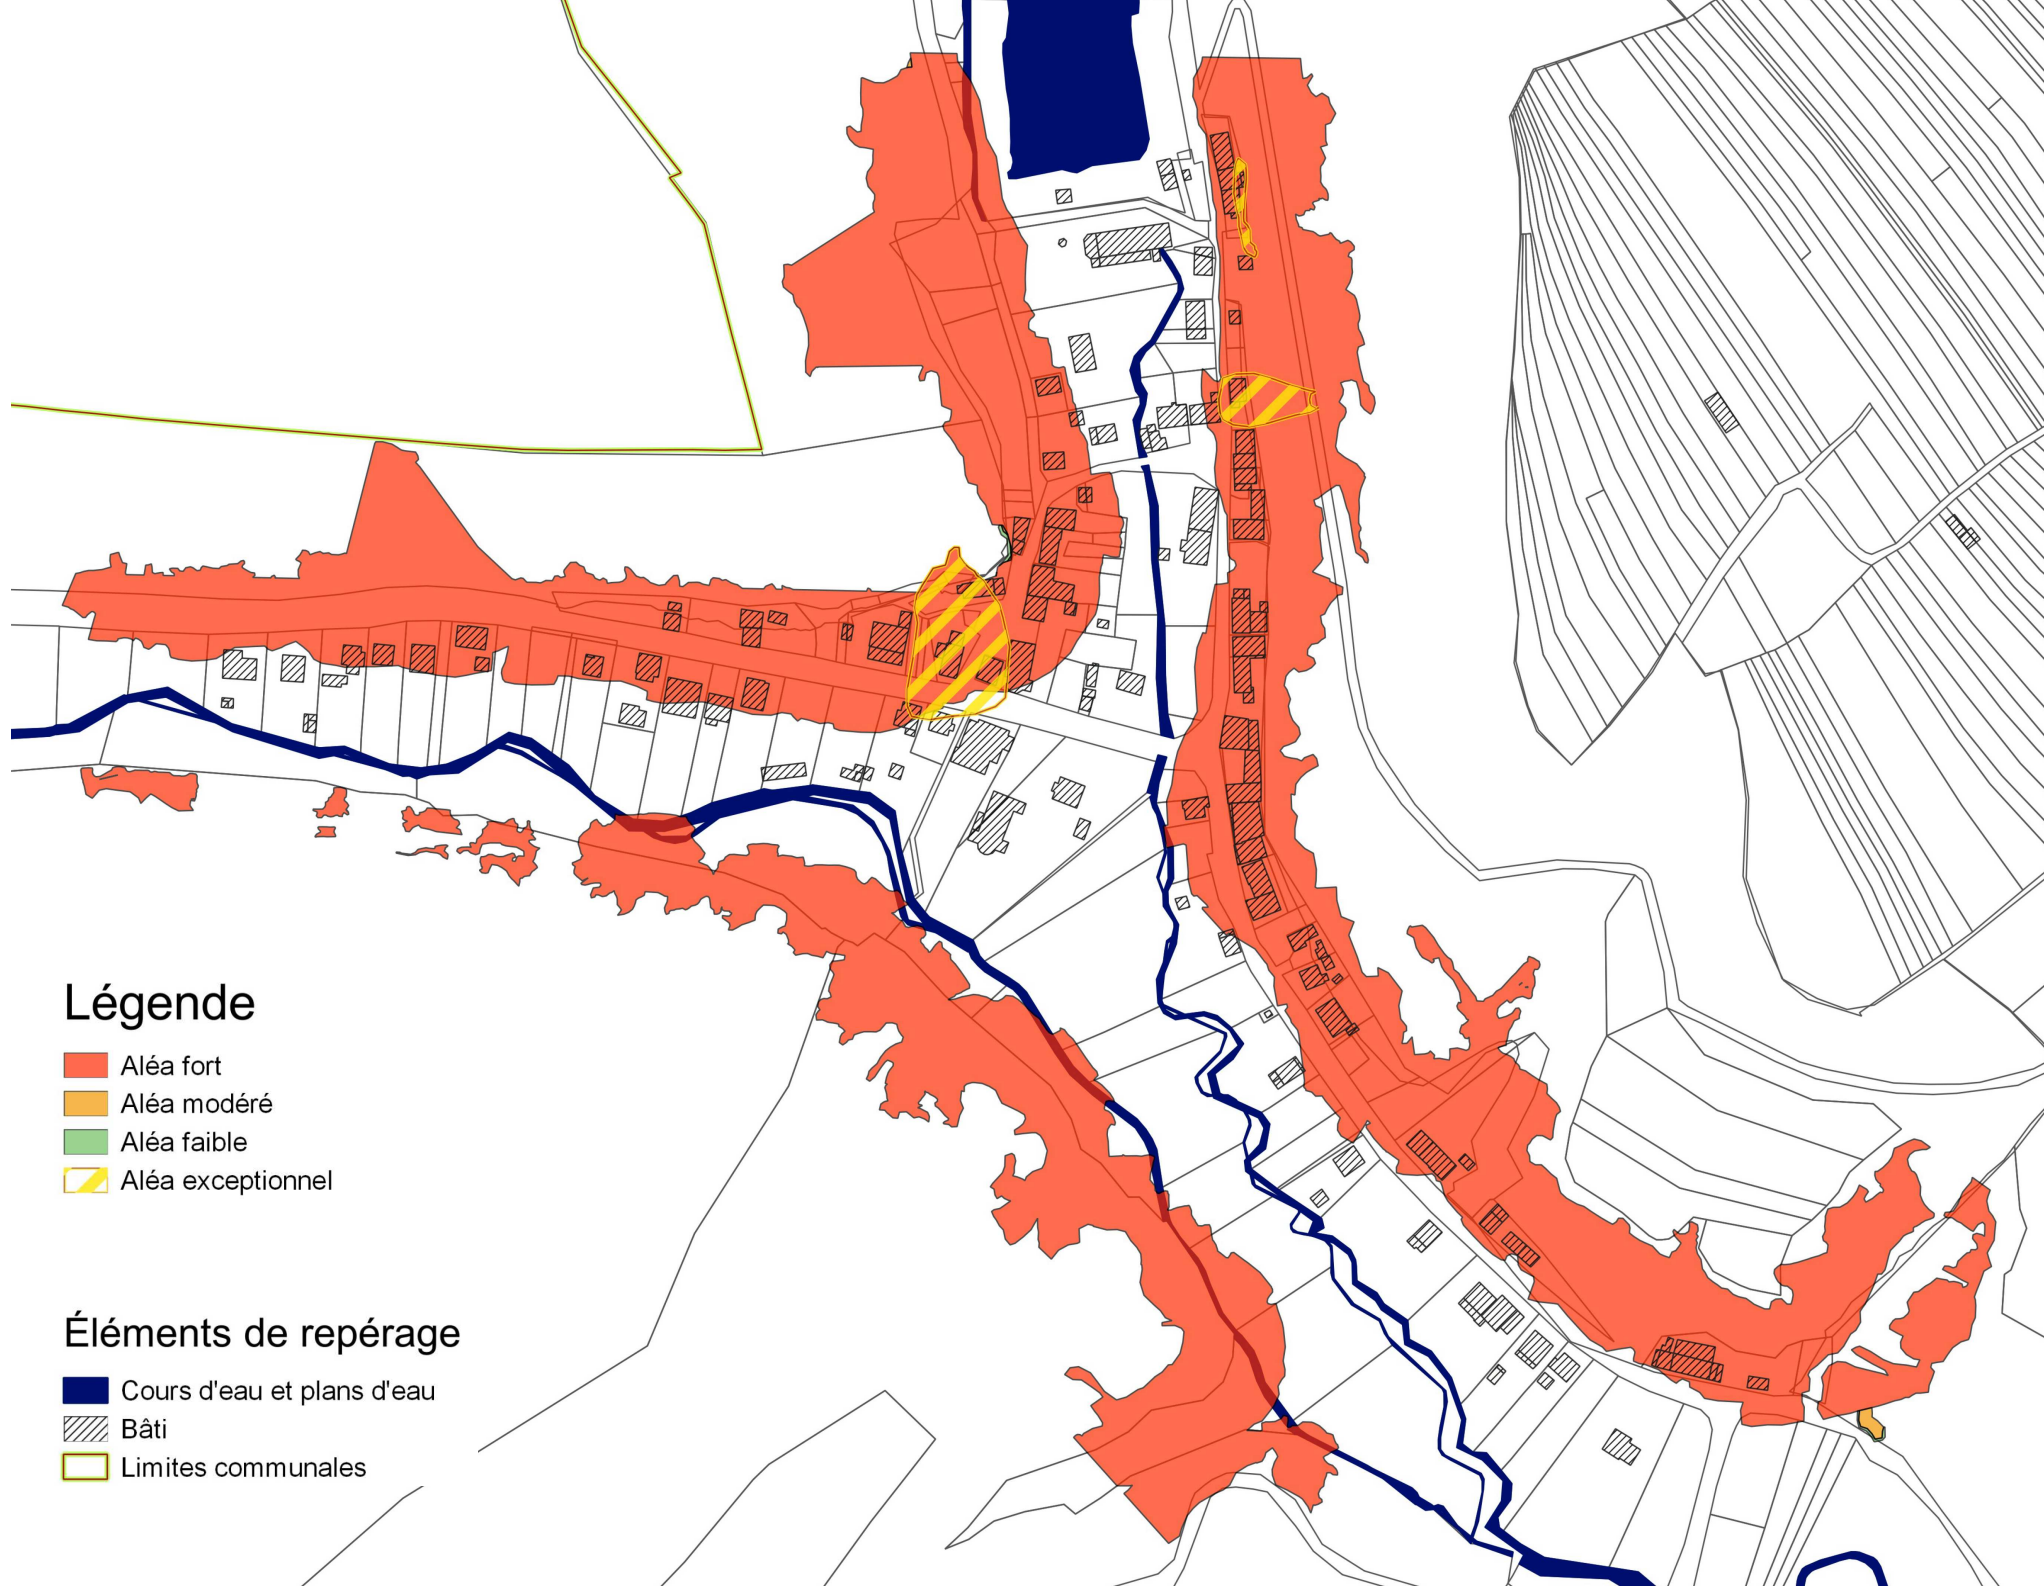 Légende
Aléa fort
Aléa modéré
Aléa faible
Aléa exceptionnel
Éléments de repérage
Cours d'eau et plans d'eau
Bâti
Limites communales